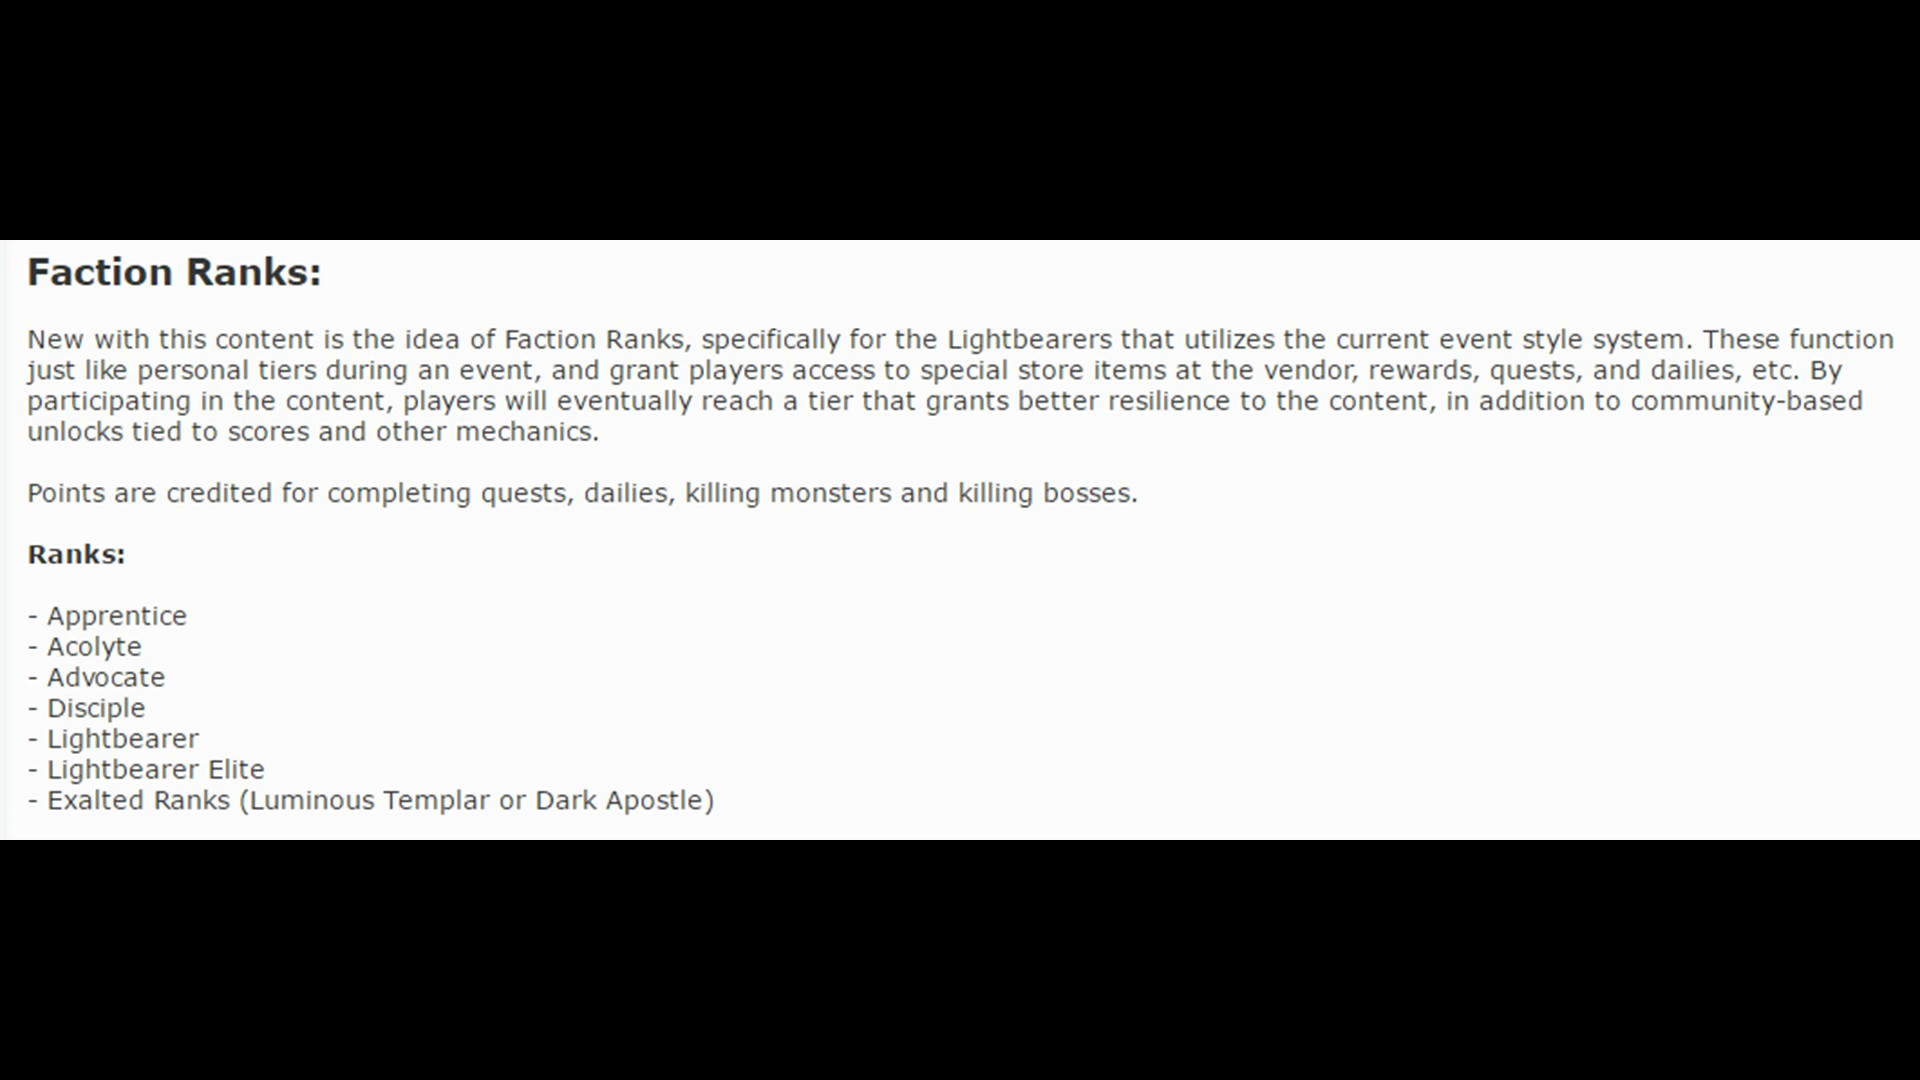 Faction Ranks:
New with this content is the idea of Faction Ranks, specifically for the Lightbearers that utilizes the current event style system. These function
just like personal tiers during an event, and grant players access to special store items at the vendor, rewards, quests, and dailies, etc. By
participating in the content, players will eventually reach a tier that grants better resilience to the content, in addition to community-based
unlocks tied to scores and other mechanics.
Points are credited for completing quests, dailies, killing monsters and killing bosses.
Ranks:
- Apprentice
- Acolyte
- Advocate
- Disciple
- Lightbearer
- Lightbearer Elite
- Exalted Ranks (Luminous Templar or Dark Apostle)